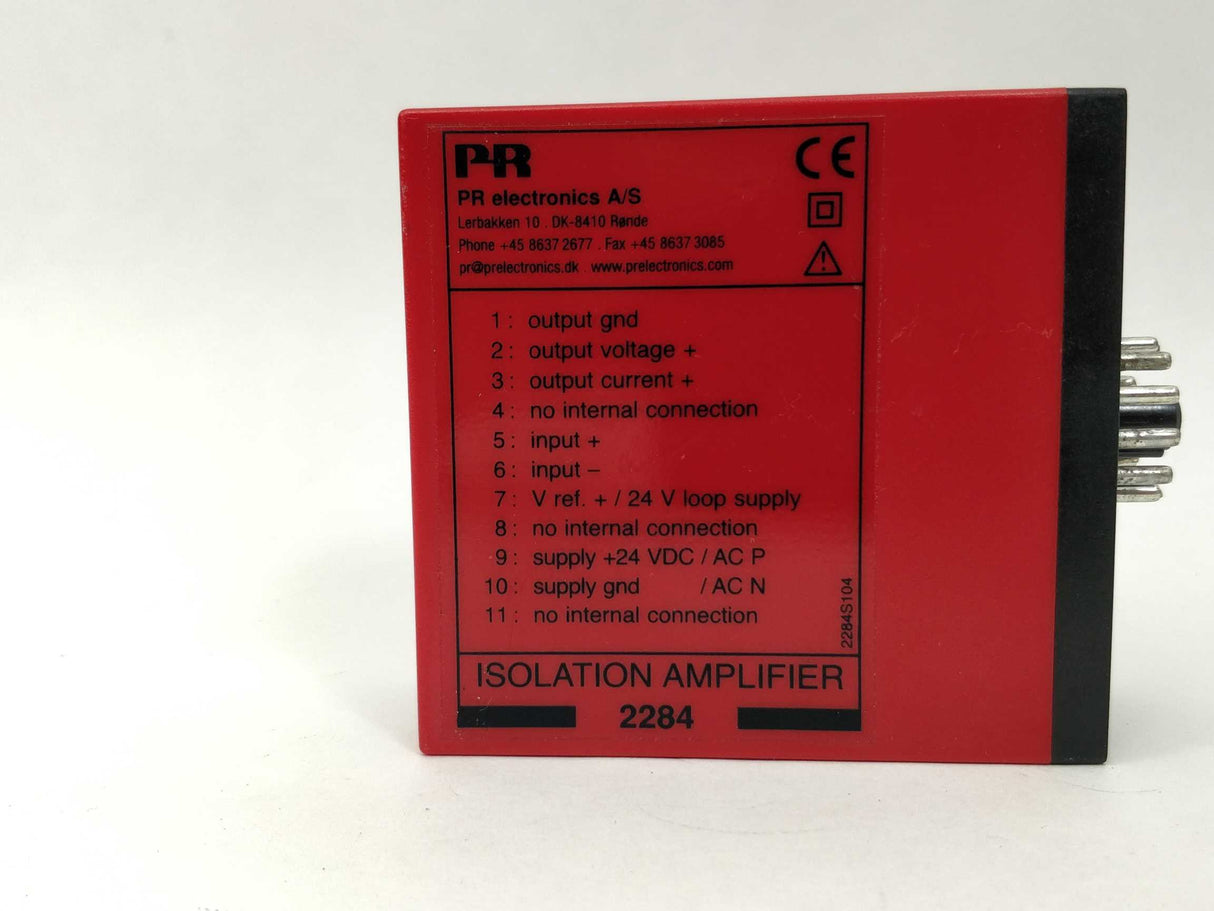 PR
CE
PR electronics A/S
Lerbakken 10 . DK-8410 Rønde
Phone +45 8637 2677 . Fax +45 8637 3085
pr@prelectronics.dk . www.prelectronics.com
1 : output gnd
2 : output voltage +
3 : output current +
4 : no internal connection
5 : input +
6 : input –
7 : V ref. + / 24 V loop supply
8 : no internal connection
9 : supply +24 VDC / AC P
10 : supply gnd / AC N
11 : no internal connection
2284S104
ISOLATION AMPLIFIER
2284